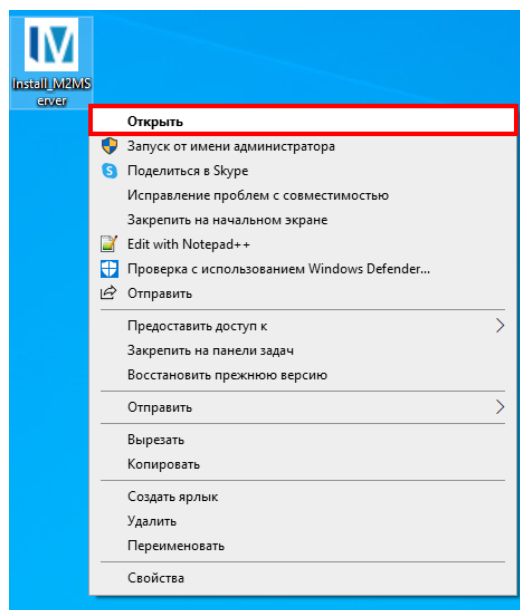 Install_M2MS
erver
Открыть
Запуск от имени администратора
Поделиться в Skype
Исправление проблем с совместимостью
Закрепить на начальном экране
Edit with Notepad++
Проверка с использованием Windows Defender...
Отправить
Предоставить доступ к
Закрепить на панели задач
Восстановить прежнюю версию
Отправить
Вырезать
Копировать
Создать ярлык
Удалить
Переименовать
Свойства